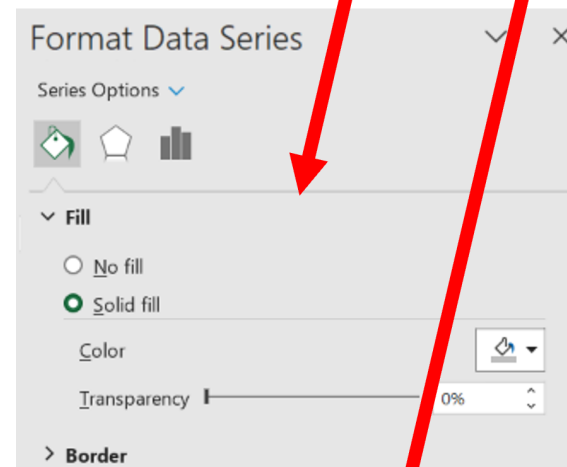 Format Data Series
Series Options
Fill
No fill
Solid fill
Color
Transparency 0%
Border